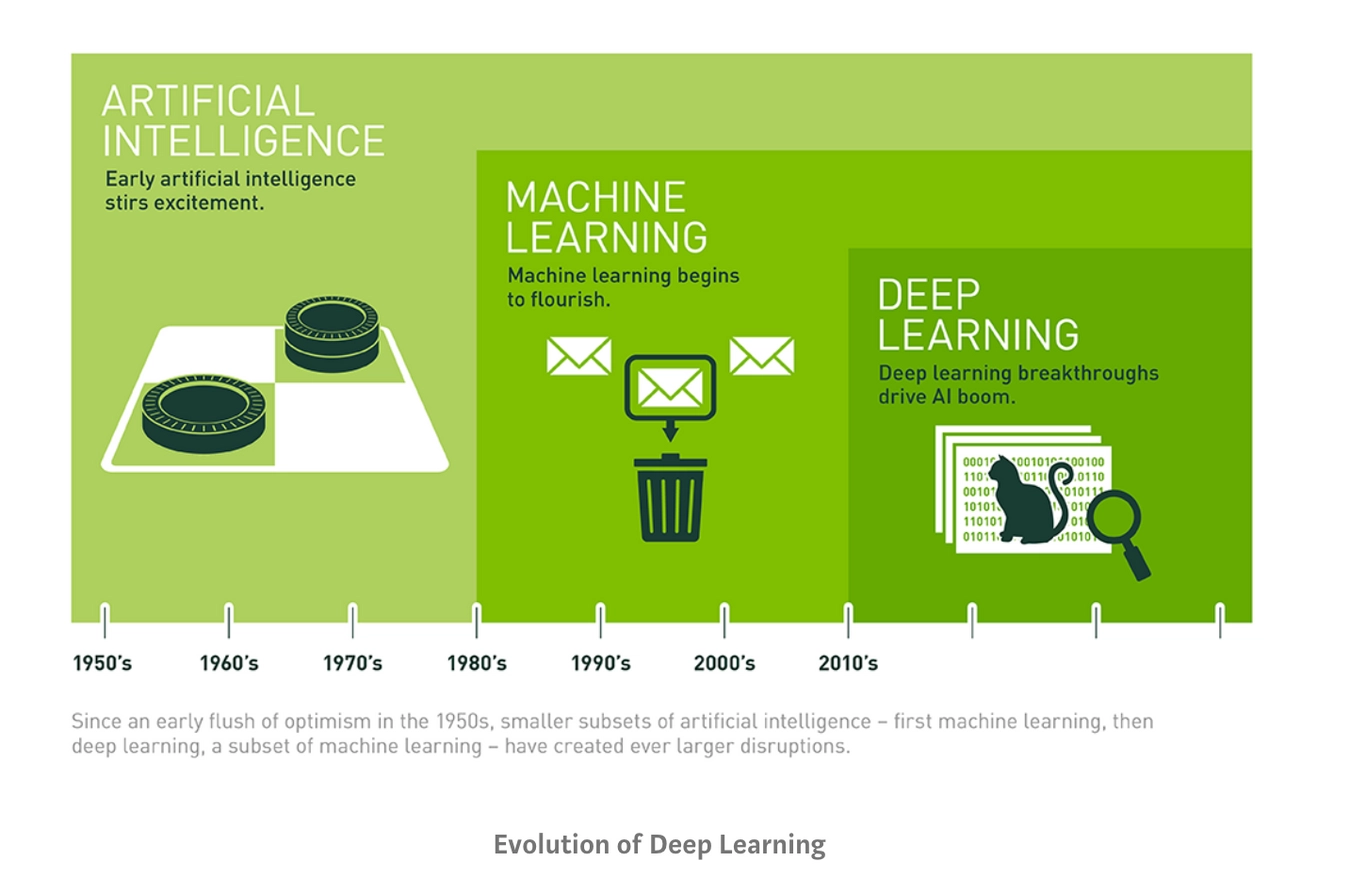 ARTIFICIAL
INTELLIGENCE
Early artificial intelligence
stirs excitement.
MACHINE
LEARNING
Machine learning begins
to flourish.
DEEP
LEARNING
Deep learning breakthroughs
drive AI boom.
1950's 1960's 1970's 1980's 1990's 2000's 2010's
Since an early flush of optimism in the 1950s, smaller subsets of artificial intelligence – first machine learning, then
deep learning, a subset of machine learning – have created ever larger disruptions.
Evolution of Deep Learning